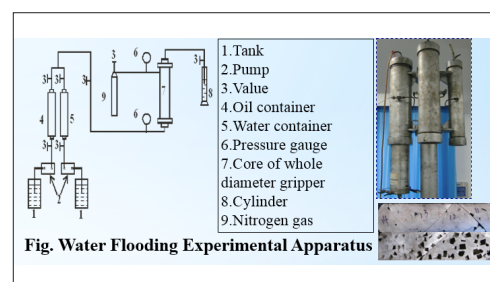 3
6
3
3
3
3
9
7
8
4
5
6
3
3
1
2
1
1.Tank
2.Pump
3.Value
4.Oil container
5.Water container
6.Pressure gauge
7.Core of whole
diameter gripper
8.Cylinder
9.Nitrogen gas
Fig. Water Flooding Experimental Apparatus